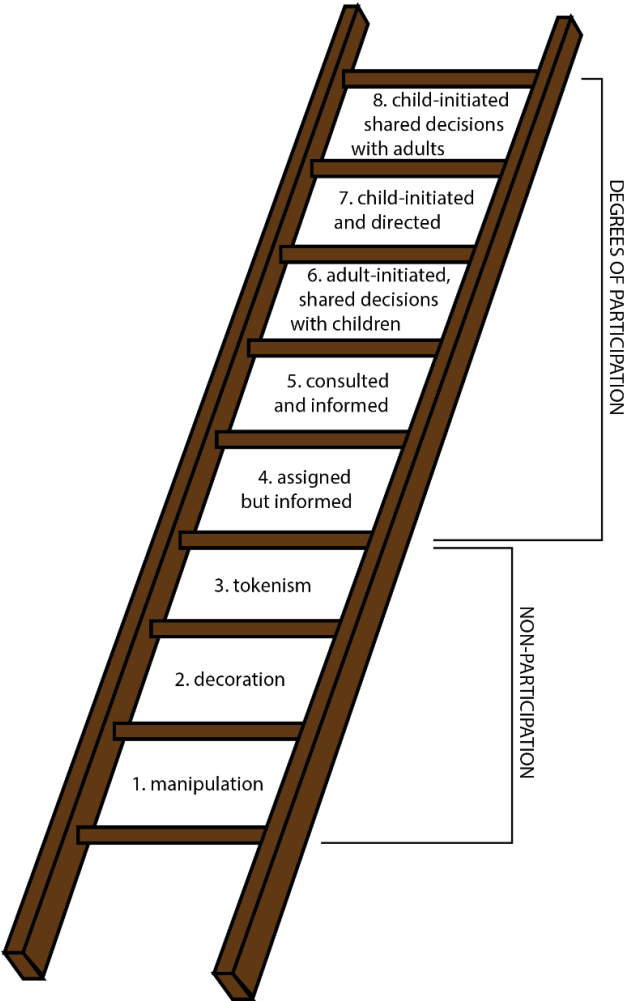 8. child-initiated
shared decisions
with adults
7. child-initiated
and directed
6. adult-initiated,
shared decisions
with children
5. consulted
and informed
4. assigned
but informed
3. tokenism
2. decoration
1. manipulation
DEGREES OF PARTICIPATION
NON-PARTICIPATION